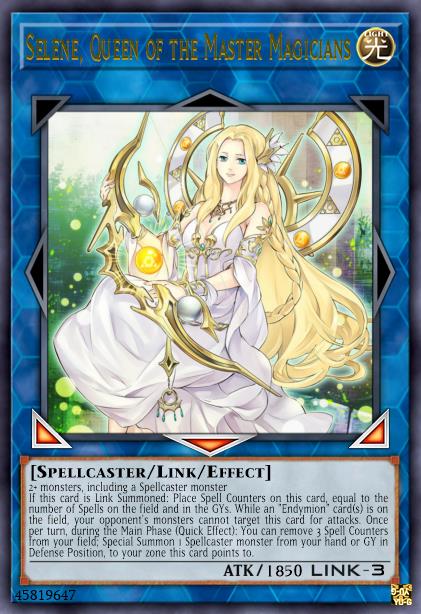 Selene, Queen of the Master Magicians
LIGHT
光
[Spellcaster/Link/Effect]
2+ monsters, including a Spellcaster monster
If this card is Link Summoned: Place Spell Counters on this card, equal to the
number of Spells on the field and in the GYs. While an "Endymion" card(s) is on
the field, your opponent's monsters cannot target this card for attacks. Once
per turn, during the Main Phase (Quick Effect): You can remove 3 Spell Counters
from your field; Special Summon 1 Spellcaster monster from your hand or GY in
Defense Position, to your zone this card points to.
ATK/1850 LINK-3
45819647